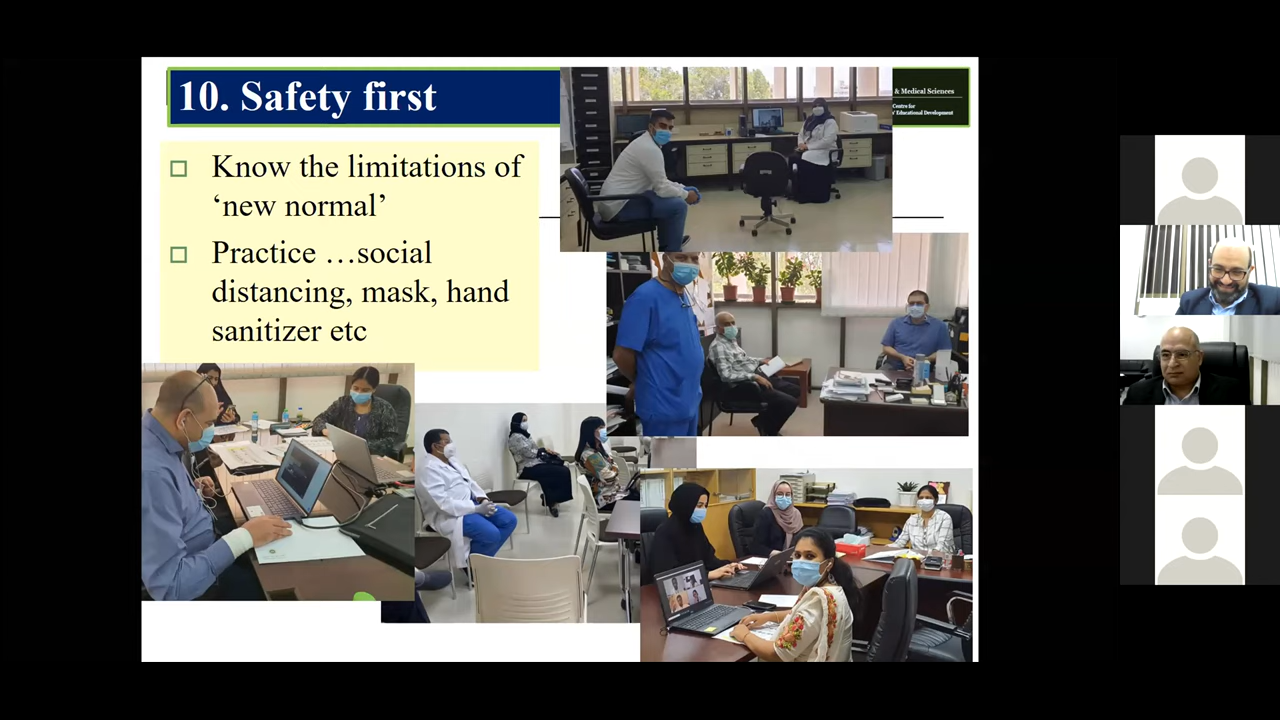 10. Safety first
& Medical Sciences
Centre for
Educational Development
Know the limitations of
‘new normal’
Practice …social
distancing, mask, hand
sanitizer etc